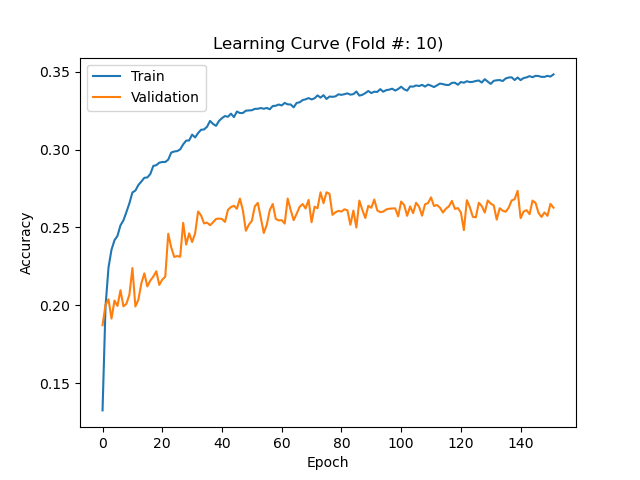 Learning Curve (Fold #: 10)
Train
Validation
0.35
0.30
0.25
0.20
0.15
Accuracy
0 20 40 60 80 100 120 140
Epoch